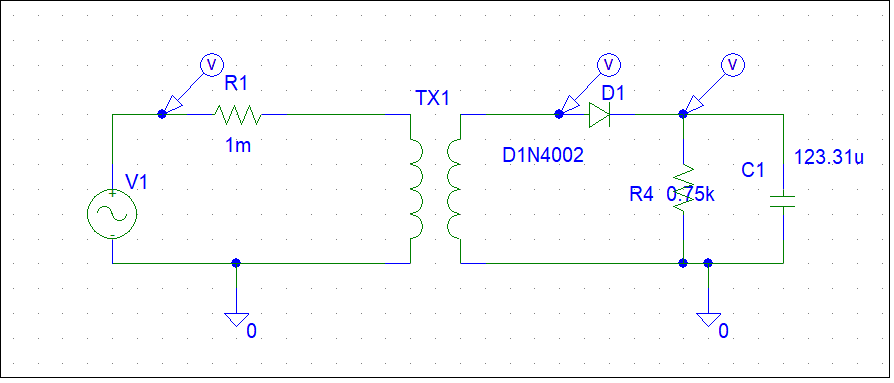 V
V
V
R1
TX1
D1
1m
D1N4002
V1
C1
123.31u
R4
0.75k
0
0